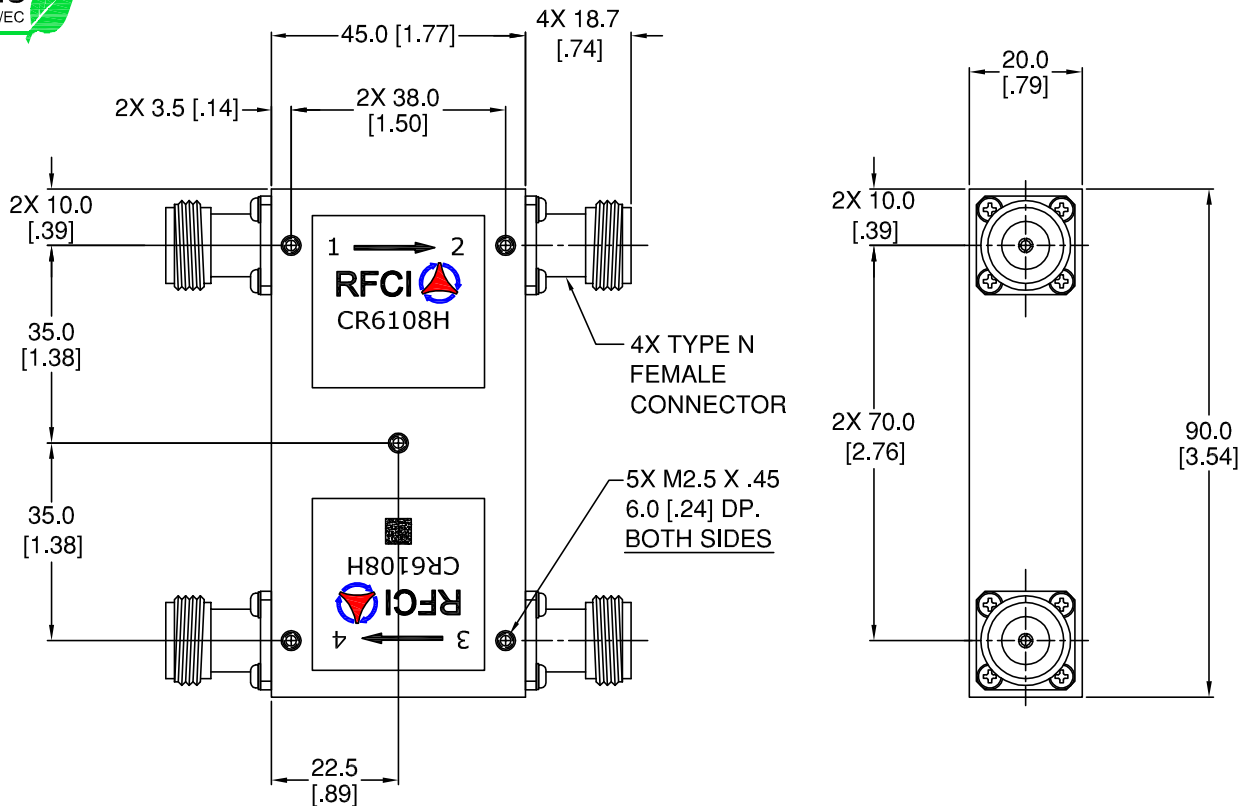 /EC
45.0 [1.77]
4X 18.7
[.74]
20.0
[.79]
2X 3.5 [.14]
2X 38.0
[1.50]
2X 10.0
[.39]
2X 10.0
[.39]
1 2
RFCI
CR6108H
35.0
[1.38]
4X TYPE N
FEMALE
CONNECTOR
2X 70.0
[2.76]
90.0
[3.54]
5X M2.5 X .45
6.0 [.24] DP.
BOTH SIDES
35.0
[1.38]
CR6108H
RFCI
3 4
22.5
[.89]